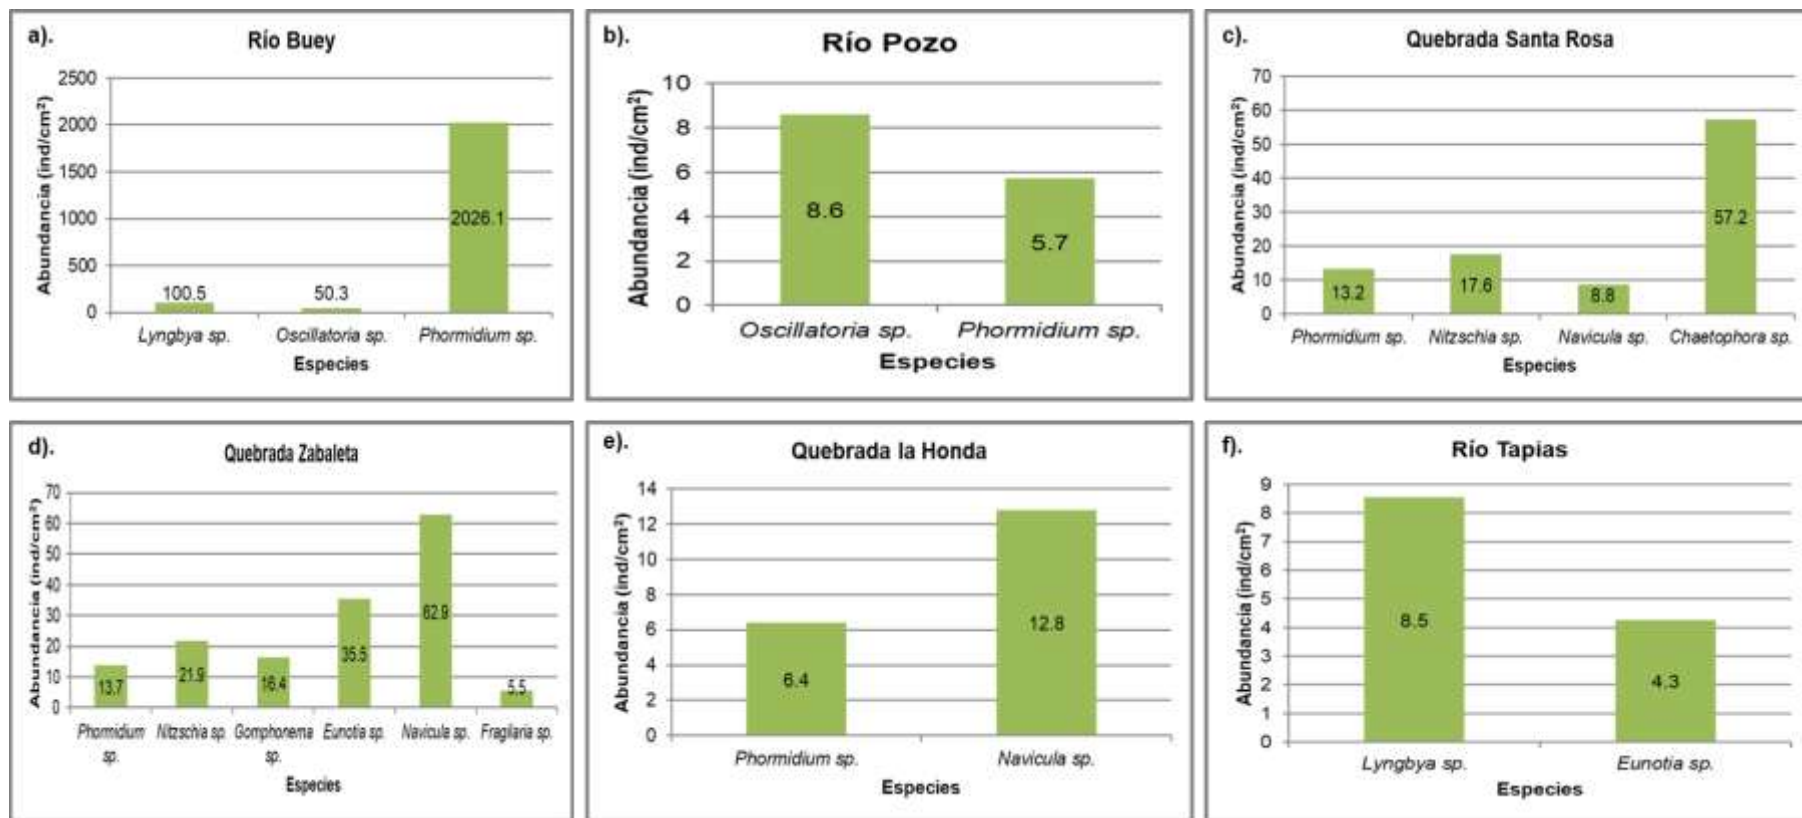 a).
Río Buey
Abundancia (ind/cm²)
2500
2000
1500
1000
500
0
100.5
50.3
2026.1
Lyngbya sp.
Oscillatoria sp.
Phormidium sp.
Especies
b).
Río Pozo
Abundancia (ind/cm²)
10
8
6
4
2
0
8.6
5.7
Oscillatoria sp.
Phormidium sp.
Especies
c).
Quebrada Santa Rosa
Abundancia (ind/cm²)
70
60
50
40
30
20
10
0
13.2
17.6
8.8
57.2
Phormidium sp.
Nitzschia sp.
Navicula sp.
Chaetophora sp.
Especies
d).
Quebrada Zabaleta
Abundancia (ind/cm²)
70
60
50
40
30
20
10
0
13.7
21.9
16.4
35.5
62.9
5.5
Phormidium
sp.
Nitzschia sp.
Gomphonema
sp.
Eunotia sp.
Navicula sp.
Fragilaria sp.
Especies
e).
Quebrada la Honda
Abundancia (ind/cm²)
14
12
10
8
6
4
2
0
6.4
12.8
Phormidium sp.
Navicula sp.
Especies
f).
Río Tapias
Abundancia (ind/cm²)
9
8
7
6
5
4
3
2
1
0
8.5
4.3
Lyngbya sp.
Eunotia sp.
Especies